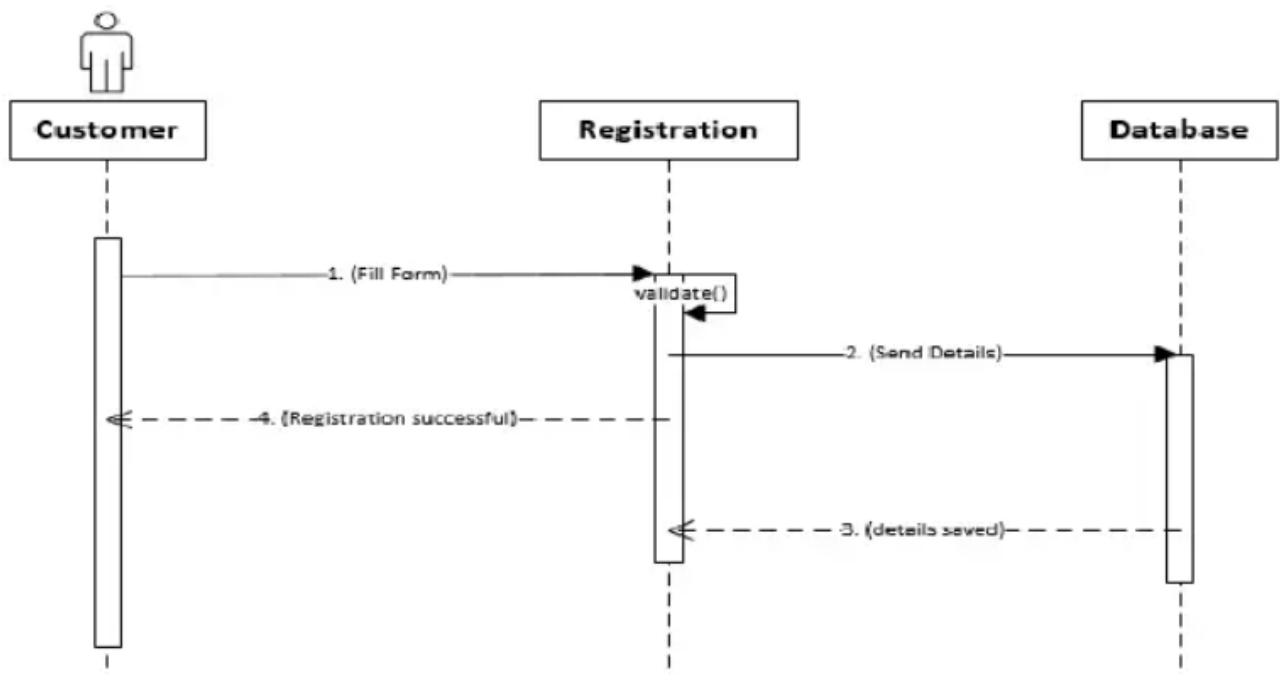 Customer
Registration
Database
1. (Fill Form)
validate()
2. (Send Details)
4. (Registration successful)
3. (details saved)